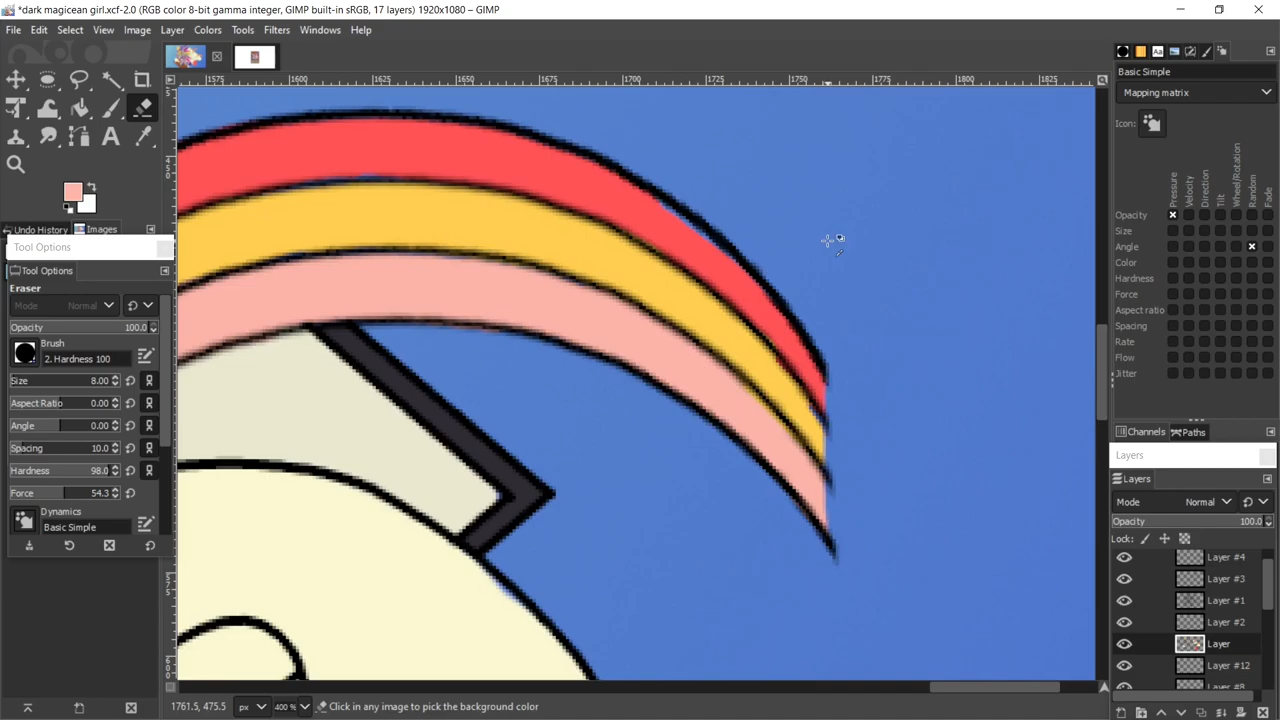 *dark magicean girl.xcf-2.0 (RGB color 8-bit gamma integer, GIMP built-in sRGB, 17 layers) 1920x1080 – GIMP
File Edit Select View Image Layer Colors Tools Filters Windows Help
1575 1600 1625 1650 1675 1700 1725 1750 1775 1800 1825
Basic Simple
Mapping matrix
Icon:
Pressure Velocity Direction Tilt Wheel/Rotation Random Fade
Opacity
Size
Angle
Color
Hardness
Force
Aspect ratio
Spacing
Rate
Flow
Jitter
Undo History Images
Tool Options
Tool Options
Eraser
Mode Normal
Opacity 100.0
Brush
2. Hardness 100
Size 8.00
Aspect Ratio 0.00
Angle 0.00
Spacing 10.0
Hardness 98.0
Force 54.3
Dynamics
Basic Simple
Channels Paths
Layers
Layers
Mode Normal
Opacity 100.0
Lock:
Layer #4
Layer #3
Layer #1
Layer #2
Layer
Layer #12
Layer #8
1761.5, 475.5 px 400 % Click in any image to pick the background color